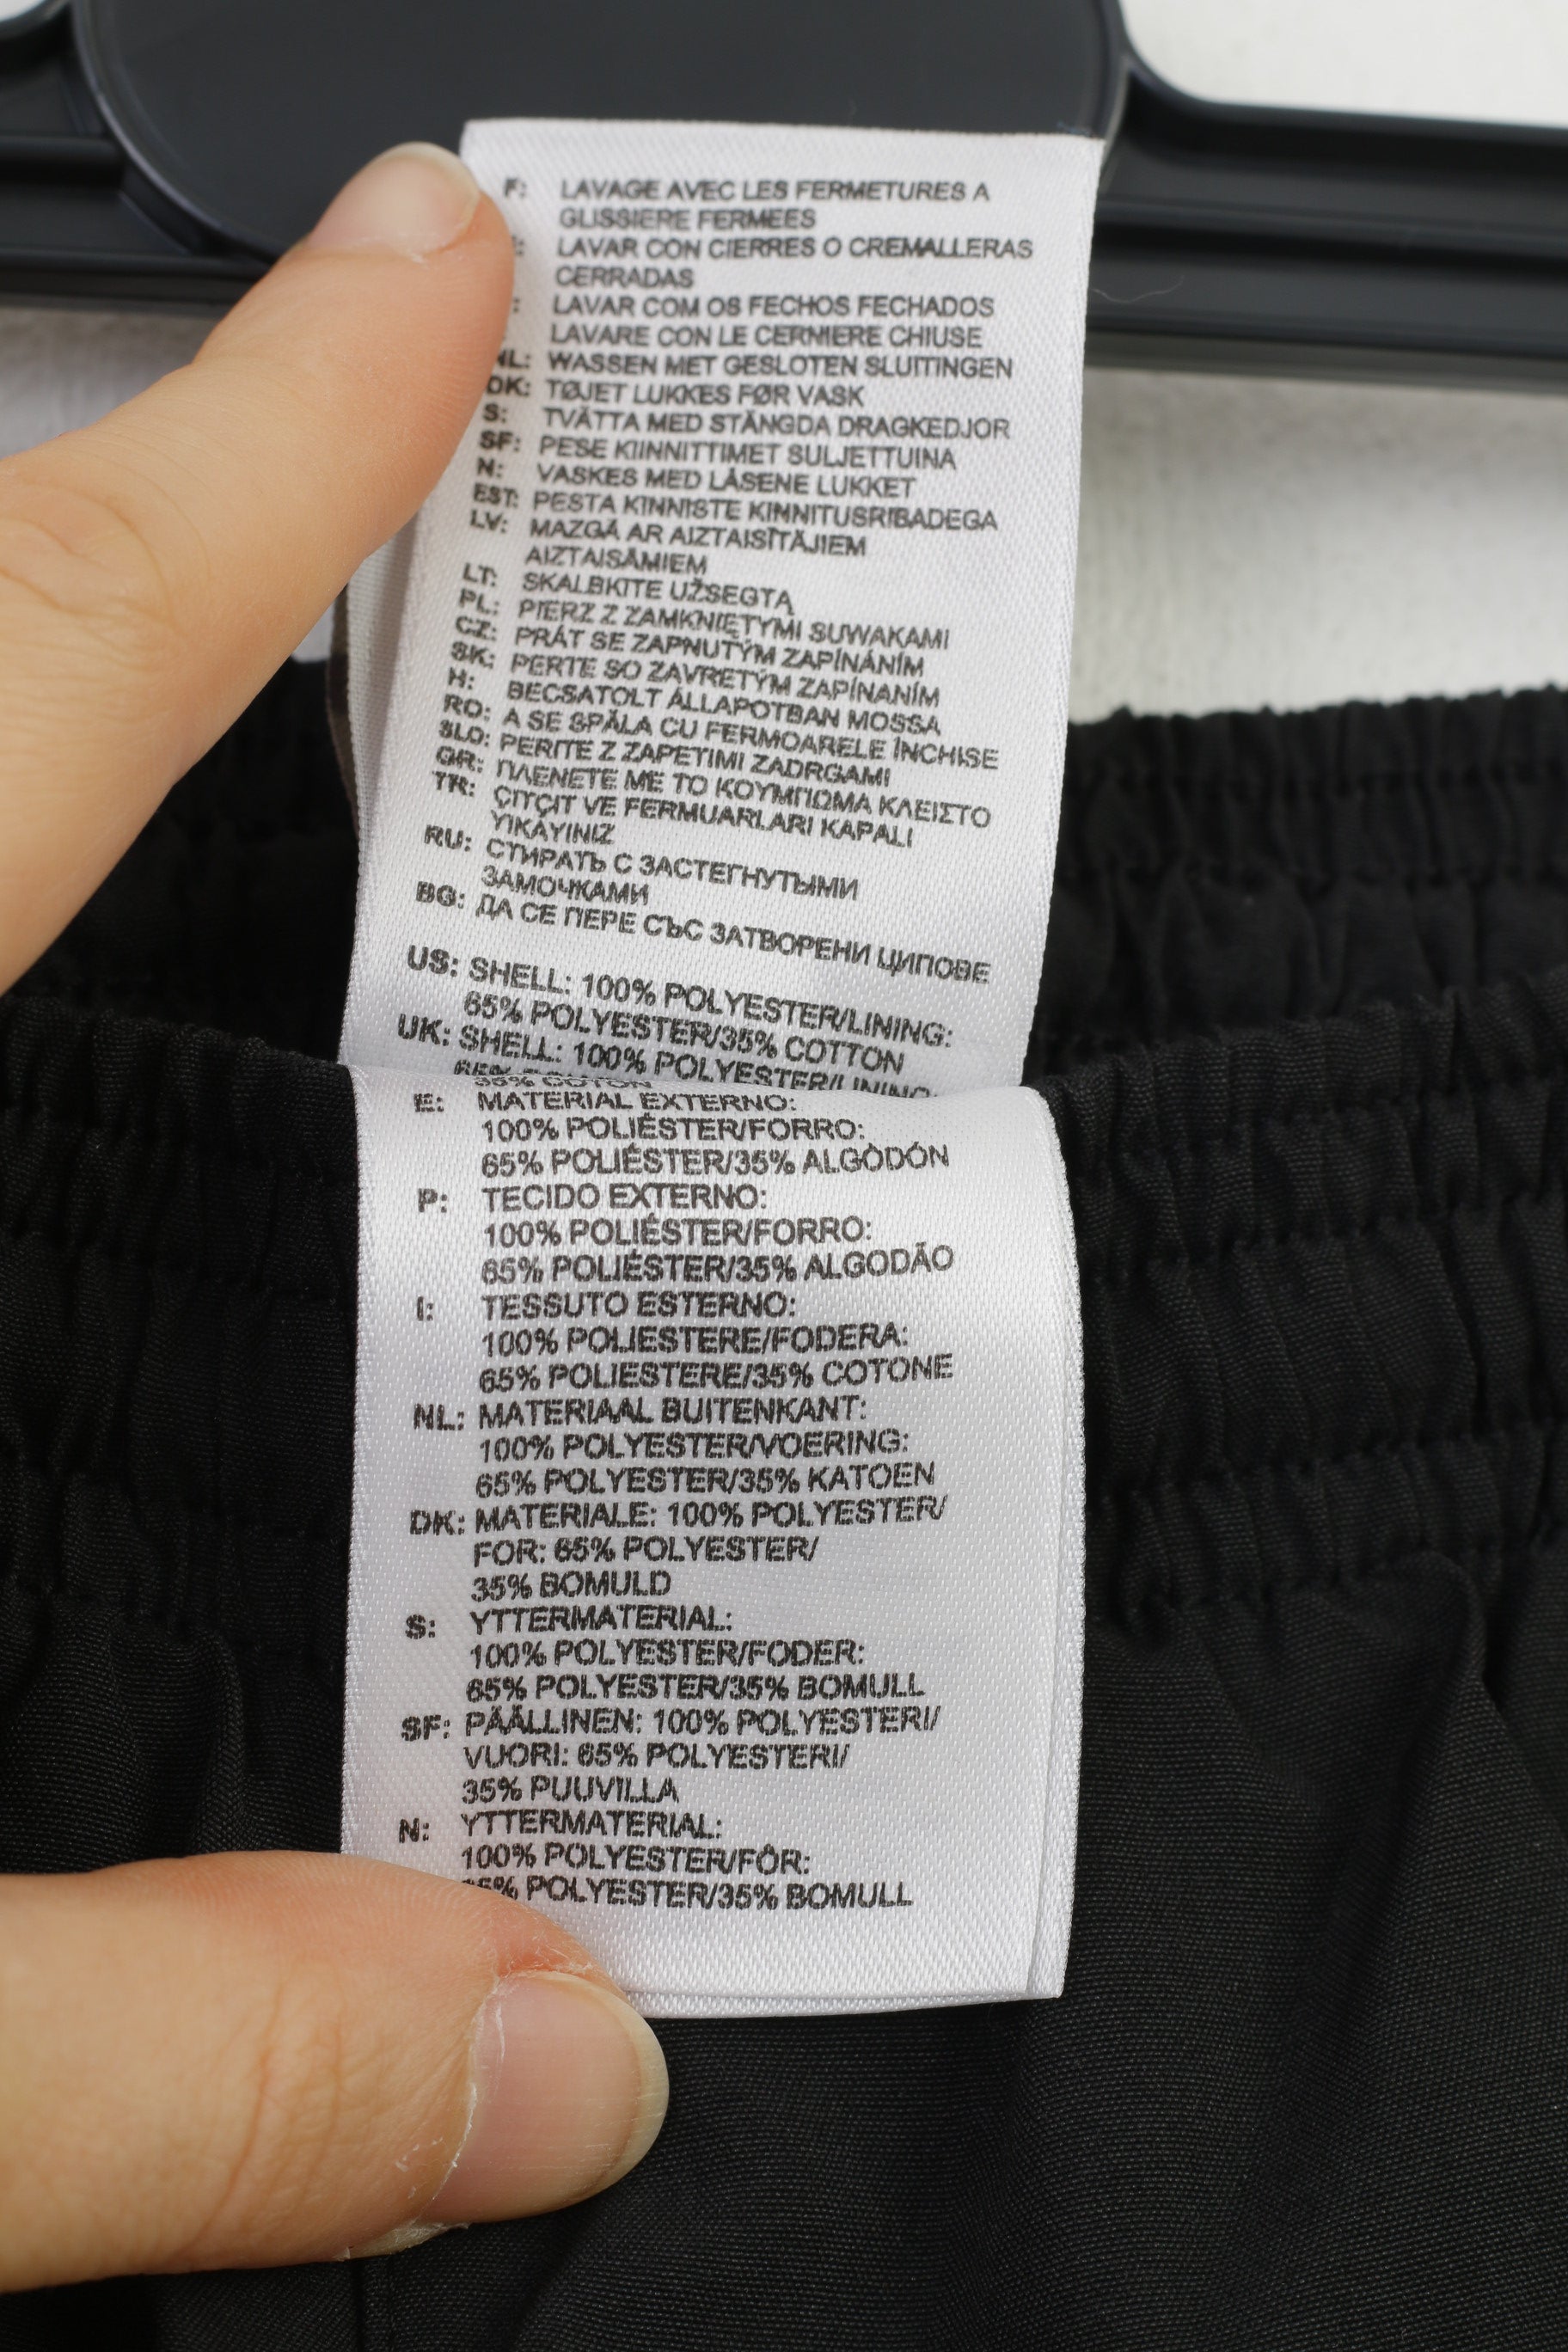 F: LAVAGE AVEC LES FERMETURES A
GLISSIERE FERMEES
: LAVAR CON CIERRES O CREMALLERAS
CERRADAS
: LAVAR COM OS FECHOS FECHADOS
LAVARE CON LE CERNIERE CHIUSE
NL: WASSEN MET GESLOTEN SLUITINGEN
DK: TØJET LUKKES FØR VASK
S: TVÄTTA MED STÄNGDA DRAGKEDJOR
SF: PESE KIINNITTIMET SULJETTUINA
N: VASKES MED LÅSENE LUKKET
EST: PESTA KINNISTE KINNITUSRIBADEGA
LV: MAZGĀ AR AIZTAISĪTĀJIEM
AIZTAISĀMIEM
LT: SKALBKITE UŽSEGTĄ
PL: PIERZ Z ZAMKNIĘTYMI SUWAKAMI
CZ: PRÁT SE ZAPNUTÝM ZAPÍNÁNÍM
SK: PERTE SO ZAVRETÝM ZAPÍNANÍM
H: BECSATOLT ÁLLAPOTBAN MOSSA
RO: A SE SPĂLA CU FERMOARELE ÎNCHISE
SLO: PERITE Z ZAPETIMI ZADRGAMI
GR: ΠΛΕΝΕΤΕ ΜΕ ΤΟ ΚΟΥΜΠΩΜΑ ΚΛΕΙΣΤΟ
TR: ÇITÇIT VE FERMUARLARI KAPALI
YIKAYINIZ
RU: СТИРАТЬ С ЗАСТЕГНУТЫМИ
ЗАМОЧКАМИ
BG: ДА СЕ ПЕРЕ СЪС ЗАТВОРЕНИ ЦИПОВЕ
US: SHELL: 100% POLYESTER/LINING:
65% POLYESTER/35% COTTON
UK: SHELL: 100% POLYESTER/LINING:
65% POLYESTER
35% COTON
E: MATERIAL EXTERNO:
100% POLIÉSTER/FORRO:
65% POLIÉSTER/35% ALGÒDÓN
P: TECIDO EXTERNO:
100% POLIÉSTER/FORRO:
65% POLIÉSTER/35% ALGODÃO
I: TESSUTO ESTERNO:
100% POLIESTERE/FODERA:
65% POLIESTERE/35% COTONE
NL: MATERIAAL BUITENKANT:
100% POLYESTER/VOERING:
65% POLYESTER/35% KATOEN
DK: MATERIALE: 100% POLYESTER/
FOR: 65% POLYESTER/
35% BOMULD
S: YTTERMATERIAL:
100% POLYESTER/FODER:
65% POLYESTER/35% BOMULL
SF: PÄÄLLINEN: 100% POLYESTERI/
VUORI: 65% POLYESTERI/
35% PUUVILLA
N: YTTERMATERIAL:
100% POLYESTER/FÔR:
5% POLYESTER/35% BOMULL